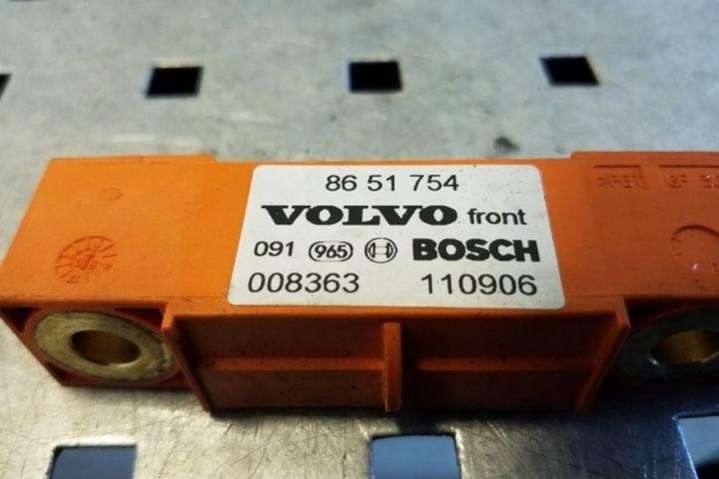 86 51 754
VOLVO front
091 965 BOSCH
008363 110906